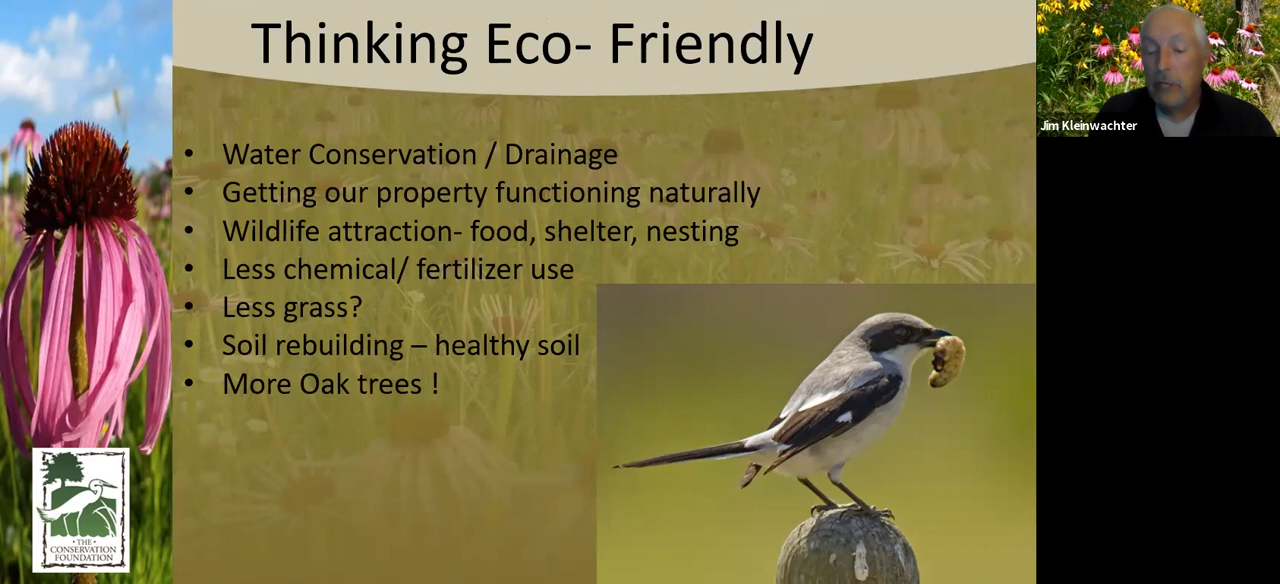 Thinking Eco- Friendly
• Water Conservation / Drainage
• Getting our property functioning naturally
• Wildlife attraction- food, shelter, nesting
• Less chemical/ fertilizer use
• Less grass?
• Soil rebuilding – healthy soil
• More Oak trees !
• THE •
CONSERVATION
FOUNDATION
Jim Kleinwachter